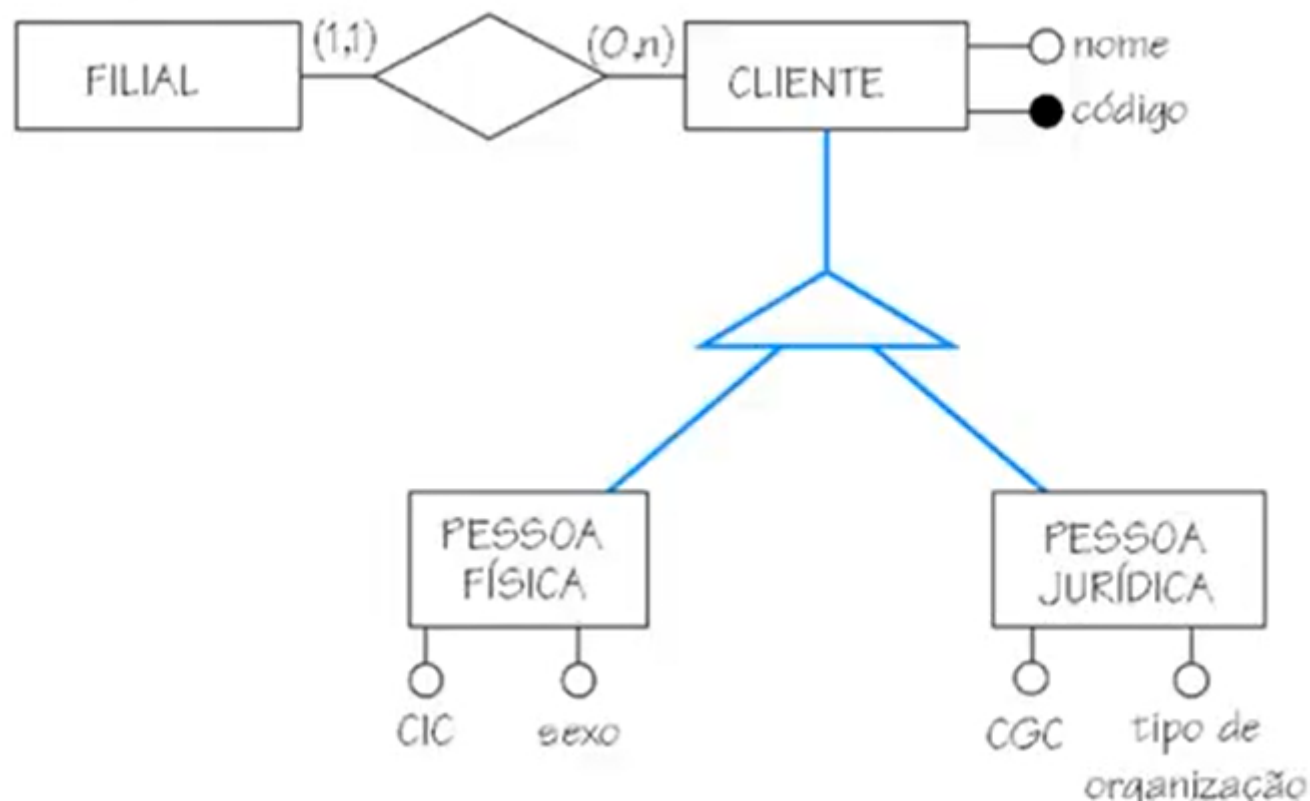 FILIAL
(1,1)
(0,n)
CLIENTE
nome
código
PESSOA
FÍSICA
PESSOA
JURÍDICA
CIC
sexo
CGC
tipo de
organização